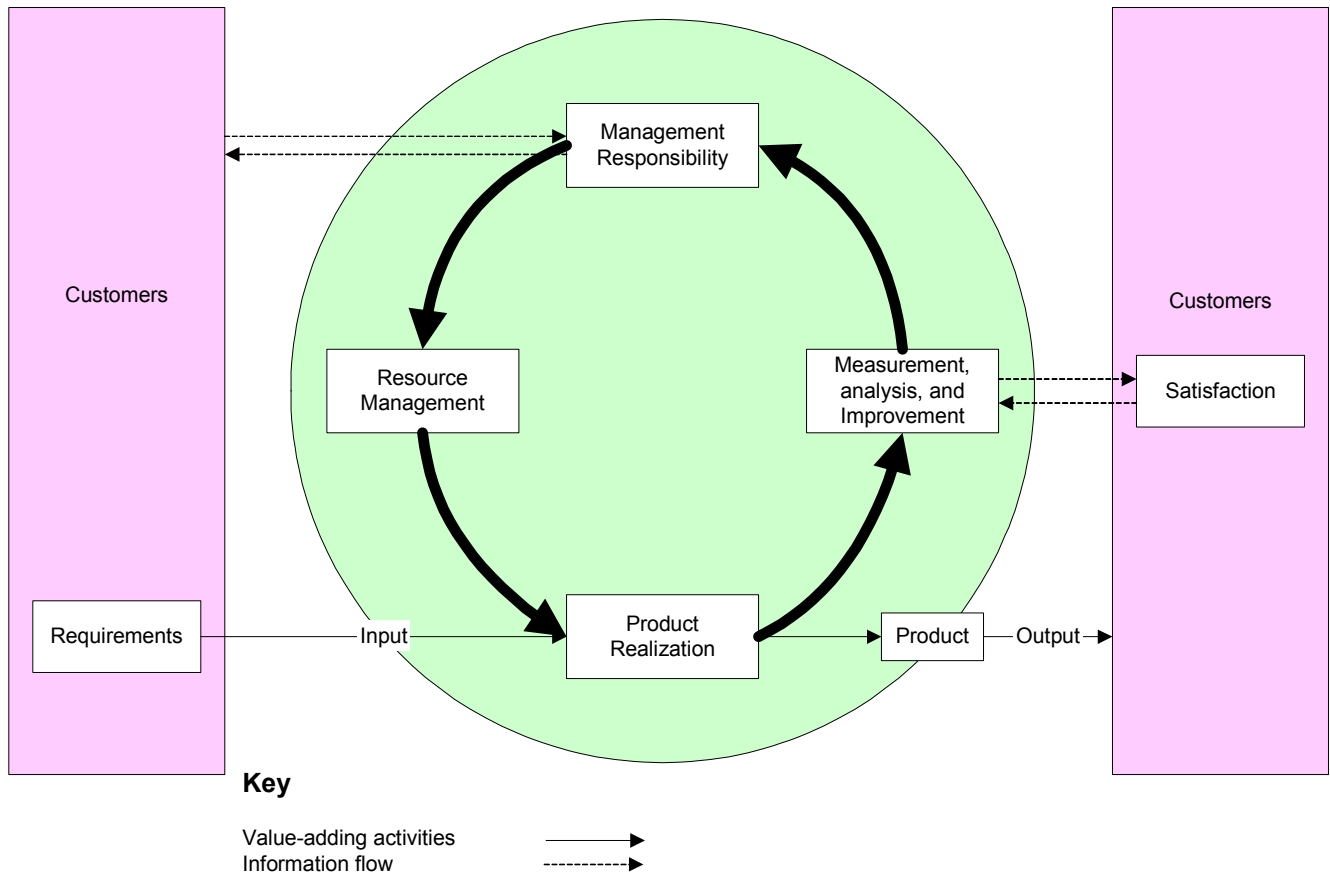 Management
Responsibility
Customers
Customers
Resource
Management
Measurement,
analysis, and
Improvement
Satisfaction
Requirements
Input
Product
Realization
Product
Output
Key
Value-adding activities
Information flow